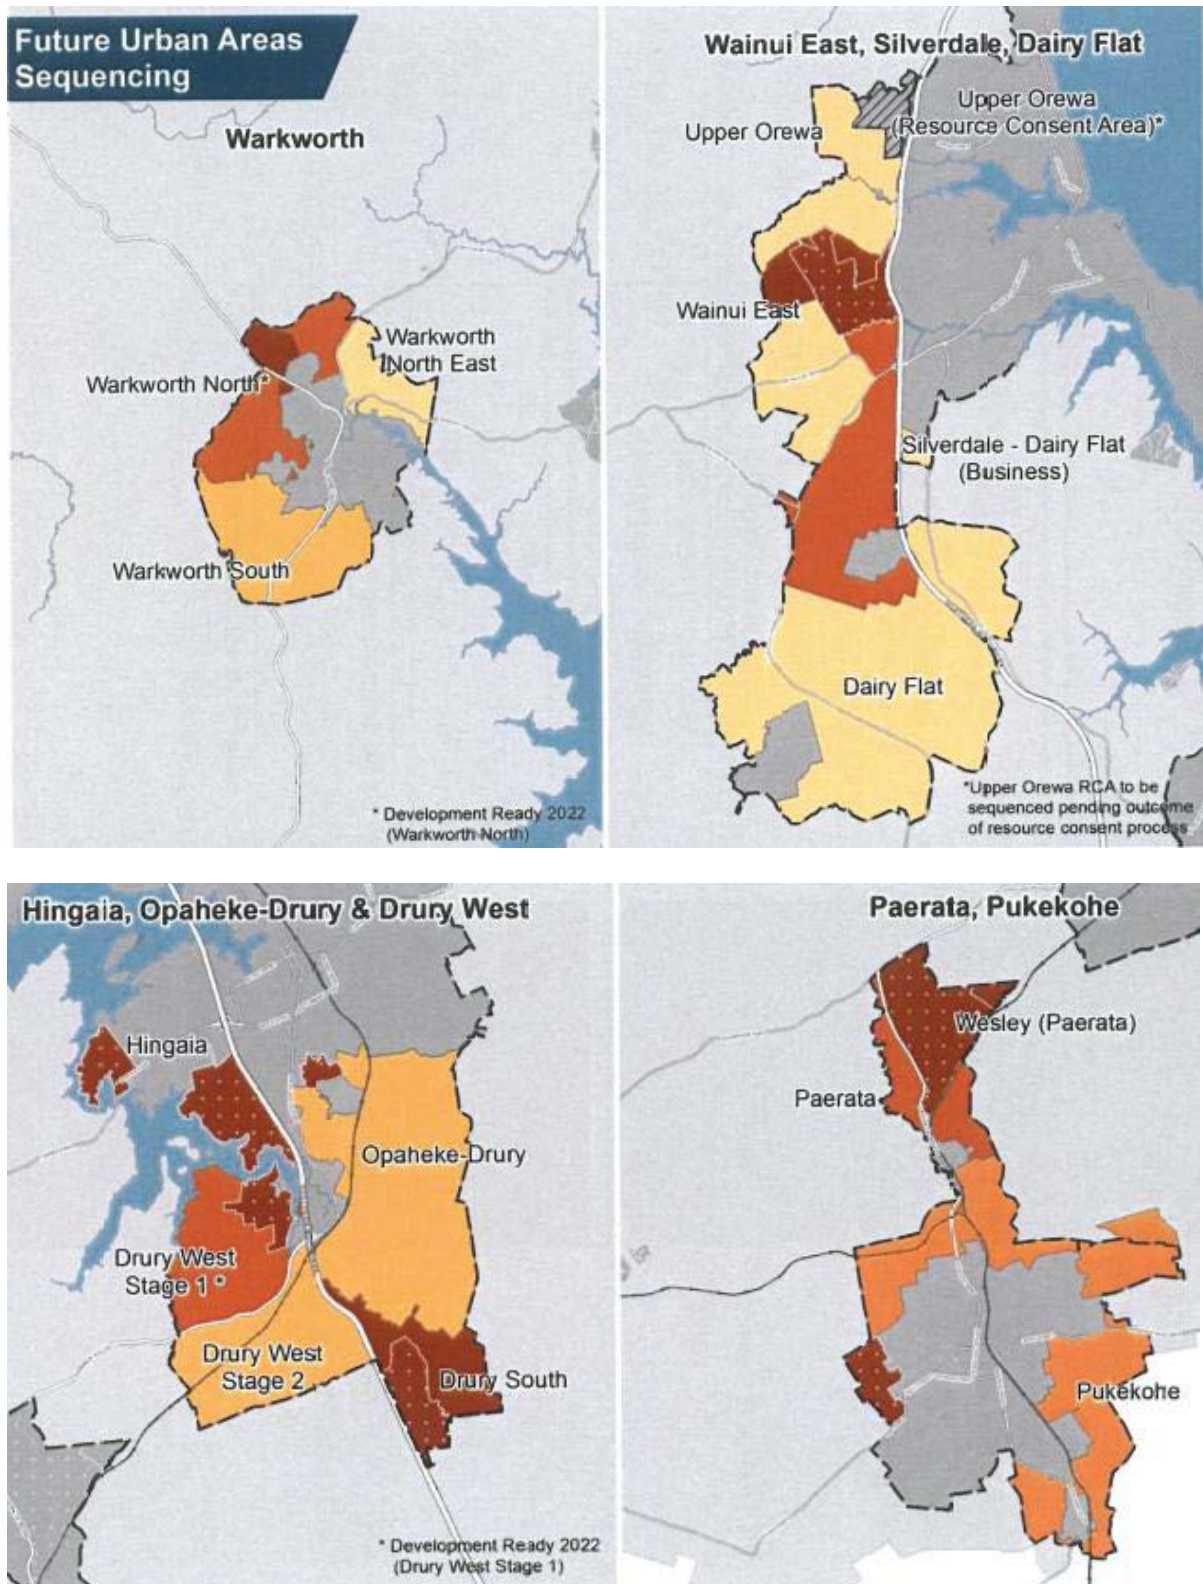 Future Urban Areas
Sequencing
Warkworth
Warkworth
North East
Warkworth North*
Warkworth South
* Development Ready 2022
(Warkworth North)
Wainui East, Silverdale, Dairy Flat
Upper Orewa
Upper Orewa
(Resource Consent Area)*
Wainui East
Silverdale - Dairy Flat
(Business)
Dairy Flat
*Upper Orewa RCA to be
sequenced pending outcome
of resource consent process
Hingaia, Opaheke-Drury & Drury West
Hingaia
Opaheke-Drury
Drury West
Stage 1 *
Drury West
Stage 2
Drury South
* Development Ready 2022
(Drury West Stage 1)
Paerata, Pukekohe
Wesley (Paerata)
Paerata
Pukekohe